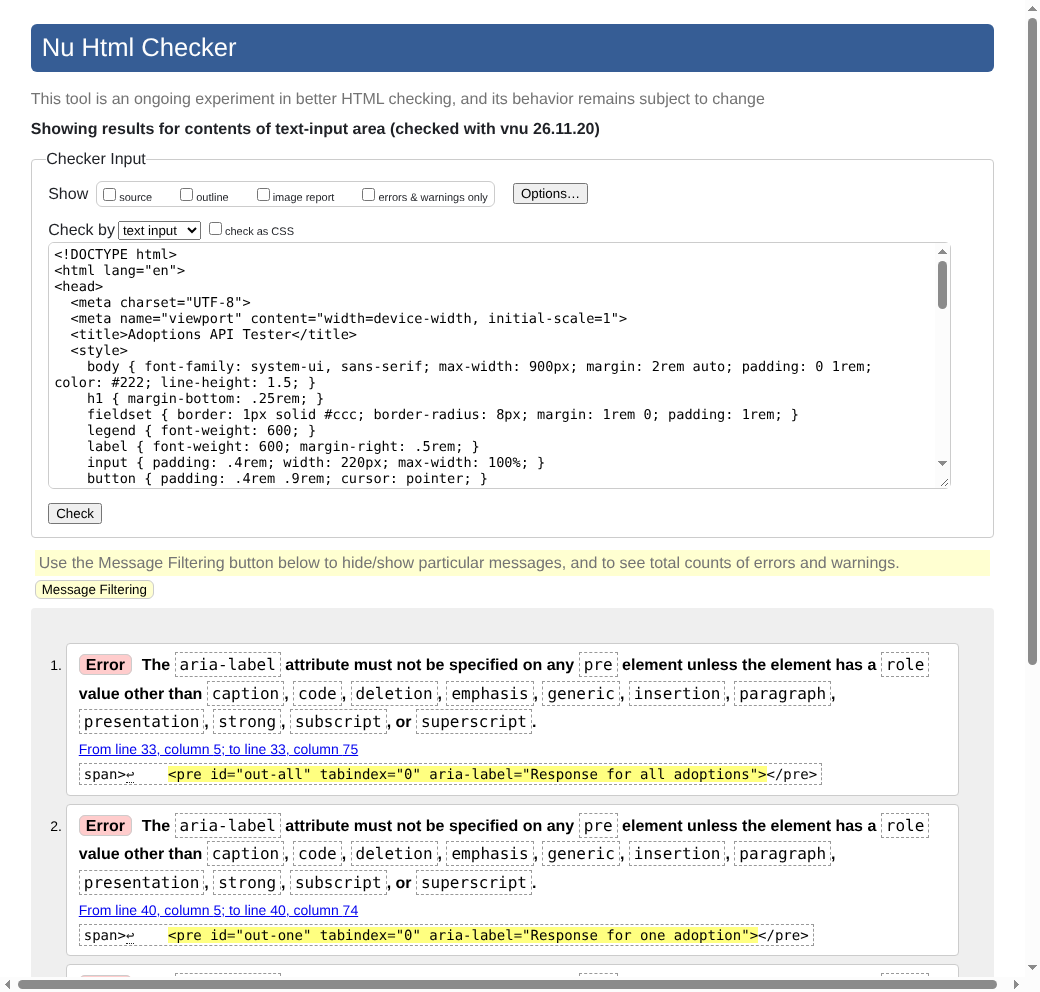 Nu Html Checker
This tool is an ongoing experiment in better HTML checking, and its behavior remains subject to change
Showing results for contents of text-input area (checked with vnu 26.11.20)
Checker Input
Show source outline image report errors & warnings only Options…
Check by text input check as CSS
<!DOCTYPE html>
<html lang="en">
<head>
  <meta charset="UTF-8">
  <meta name="viewport" content="width=device-width, initial-scale=1">
  <title>Adoptions API Tester</title>
  <style>
    body { font-family: system-ui, sans-serif; max-width: 900px; margin: 2rem auto; padding: 0 1rem;
color: #222; line-height: 1.5; }
    h1 { margin-bottom: .25rem; }
    fieldset { border: 1px solid #ccc; border-radius: 8px; margin: 1rem 0; padding: 1rem; }
    legend { font-weight: 600; }
    label { font-weight: 600; margin-right: .5rem; }
    input { padding: .4rem; width: 220px; max-width: 100%; }
    button { padding: .4rem .9rem; cursor: pointer; }
Check
Use the Message Filtering button below to hide/show particular messages, and to see total counts of errors and warnings.
Message Filtering
1. Error The aria-label attribute must not be specified on any pre element unless the element has a role
value other than caption, code, deletion, emphasis, generic, insertion, paragraph,
presentation, strong, subscript, or superscript.
From line 33, column 5; to line 33, column 75
span>↩    <pre id="out-all" tabindex="0" aria-label="Response for all adoptions"></pre>
2. Error The aria-label attribute must not be specified on any pre element unless the element has a role
value other than caption, code, deletion, emphasis, generic, insertion, paragraph,
presentation, strong, subscript, or superscript.
From line 40, column 5; to line 40, column 74
span>↩    <pre id="out-one" tabindex="0" aria-label="Response for one adoption"></pre>